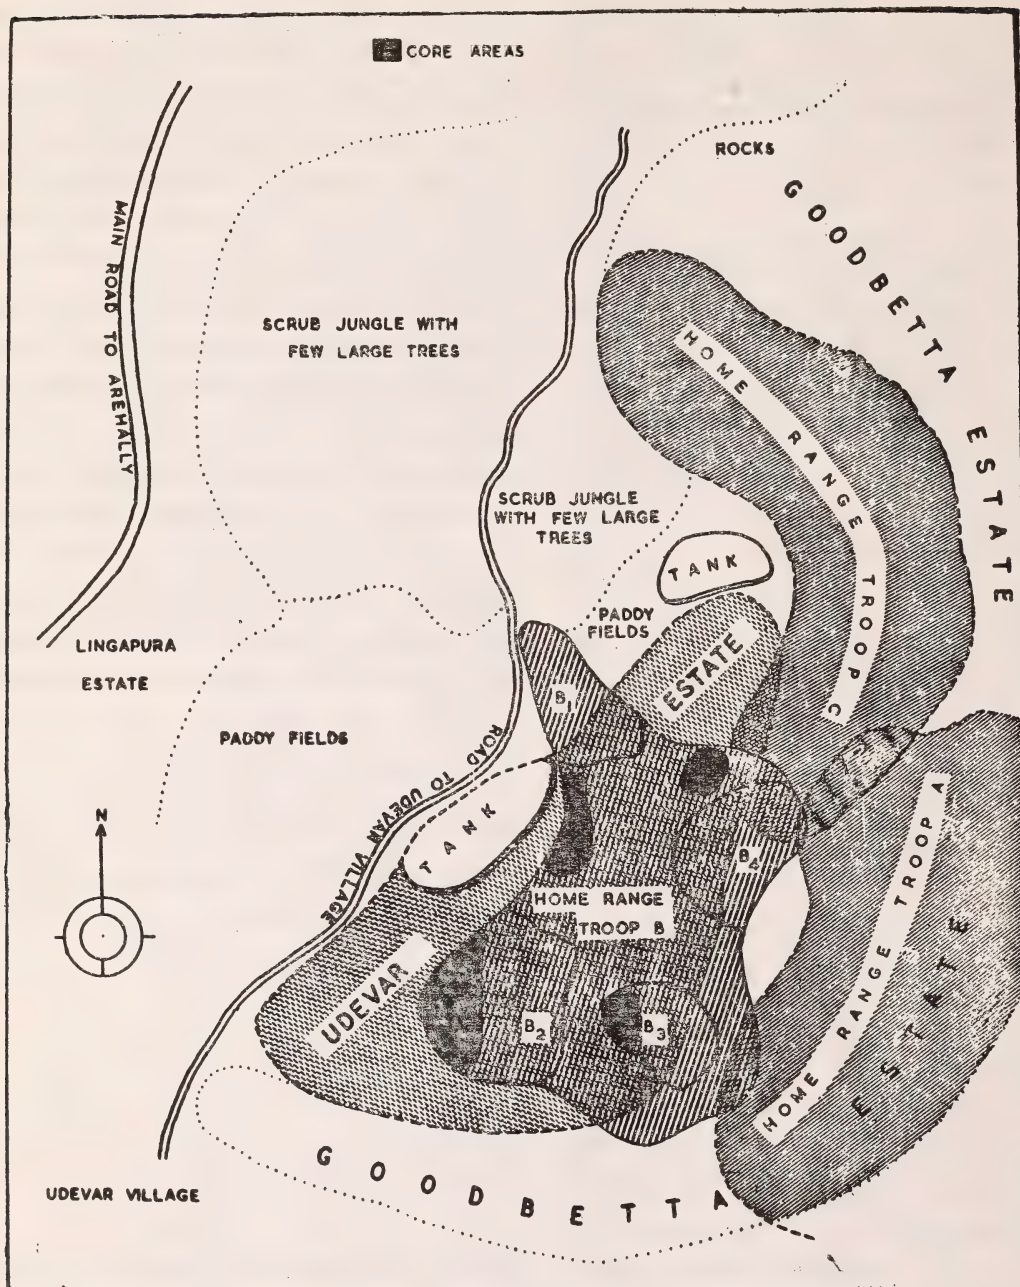 CORE AREAS
ROCKS
GOODBETTA ESTATE
MAIN ROAD TO AREHALLY
SCRUB JUNGLE WITH
FEW LARGE TREES
HOME RANGE TROOP C
SCRUB JUNGLE
WITH FEW LARGE
TREES
TANK
PADDY
FIELDS
LINGAPURA
ESTATE
ESTATE
B1
PADDY FIELDS
ROAD TO UDEVAR VILLAGE
TANK
N
B4
HOME RANGE
TROOP B
HOME RANGE TROOP A
UDEVAR
B2
B3
UDEVAR VILLAGE
GOODBETTA ESTATE